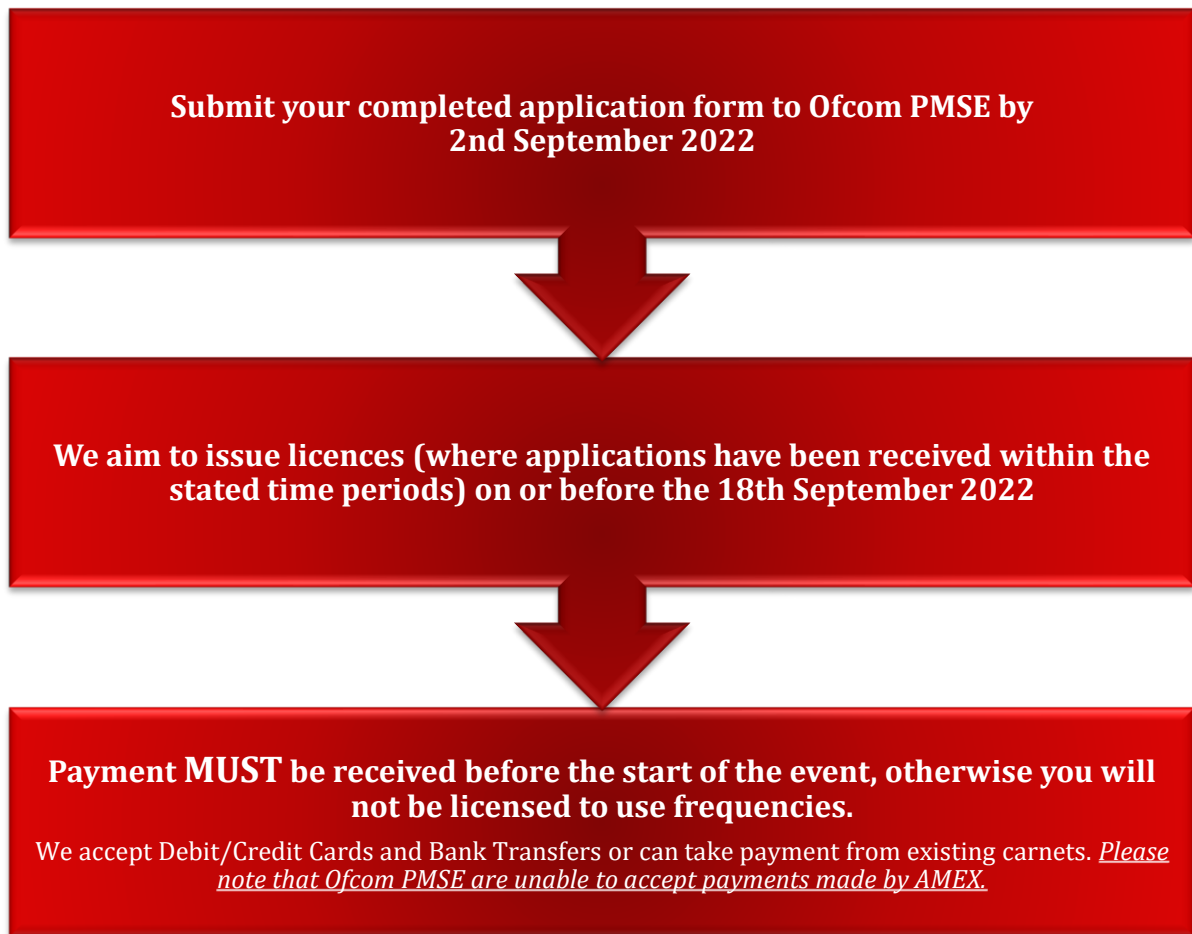 Submit your completed application form to Ofcom PMSE by
2nd September 2022
We aim to issue licences (where applications have been received within the
stated time periods) on or before the 18th September 2022
Payment MUST be received before the start of the event, otherwise you will
not be licensed to use frequencies.
We accept Debit/Credit Cards and Bank Transfers or can take payment from existing carnets. Please
note that Ofcom PMSE are unable to accept payments made by AMEX.